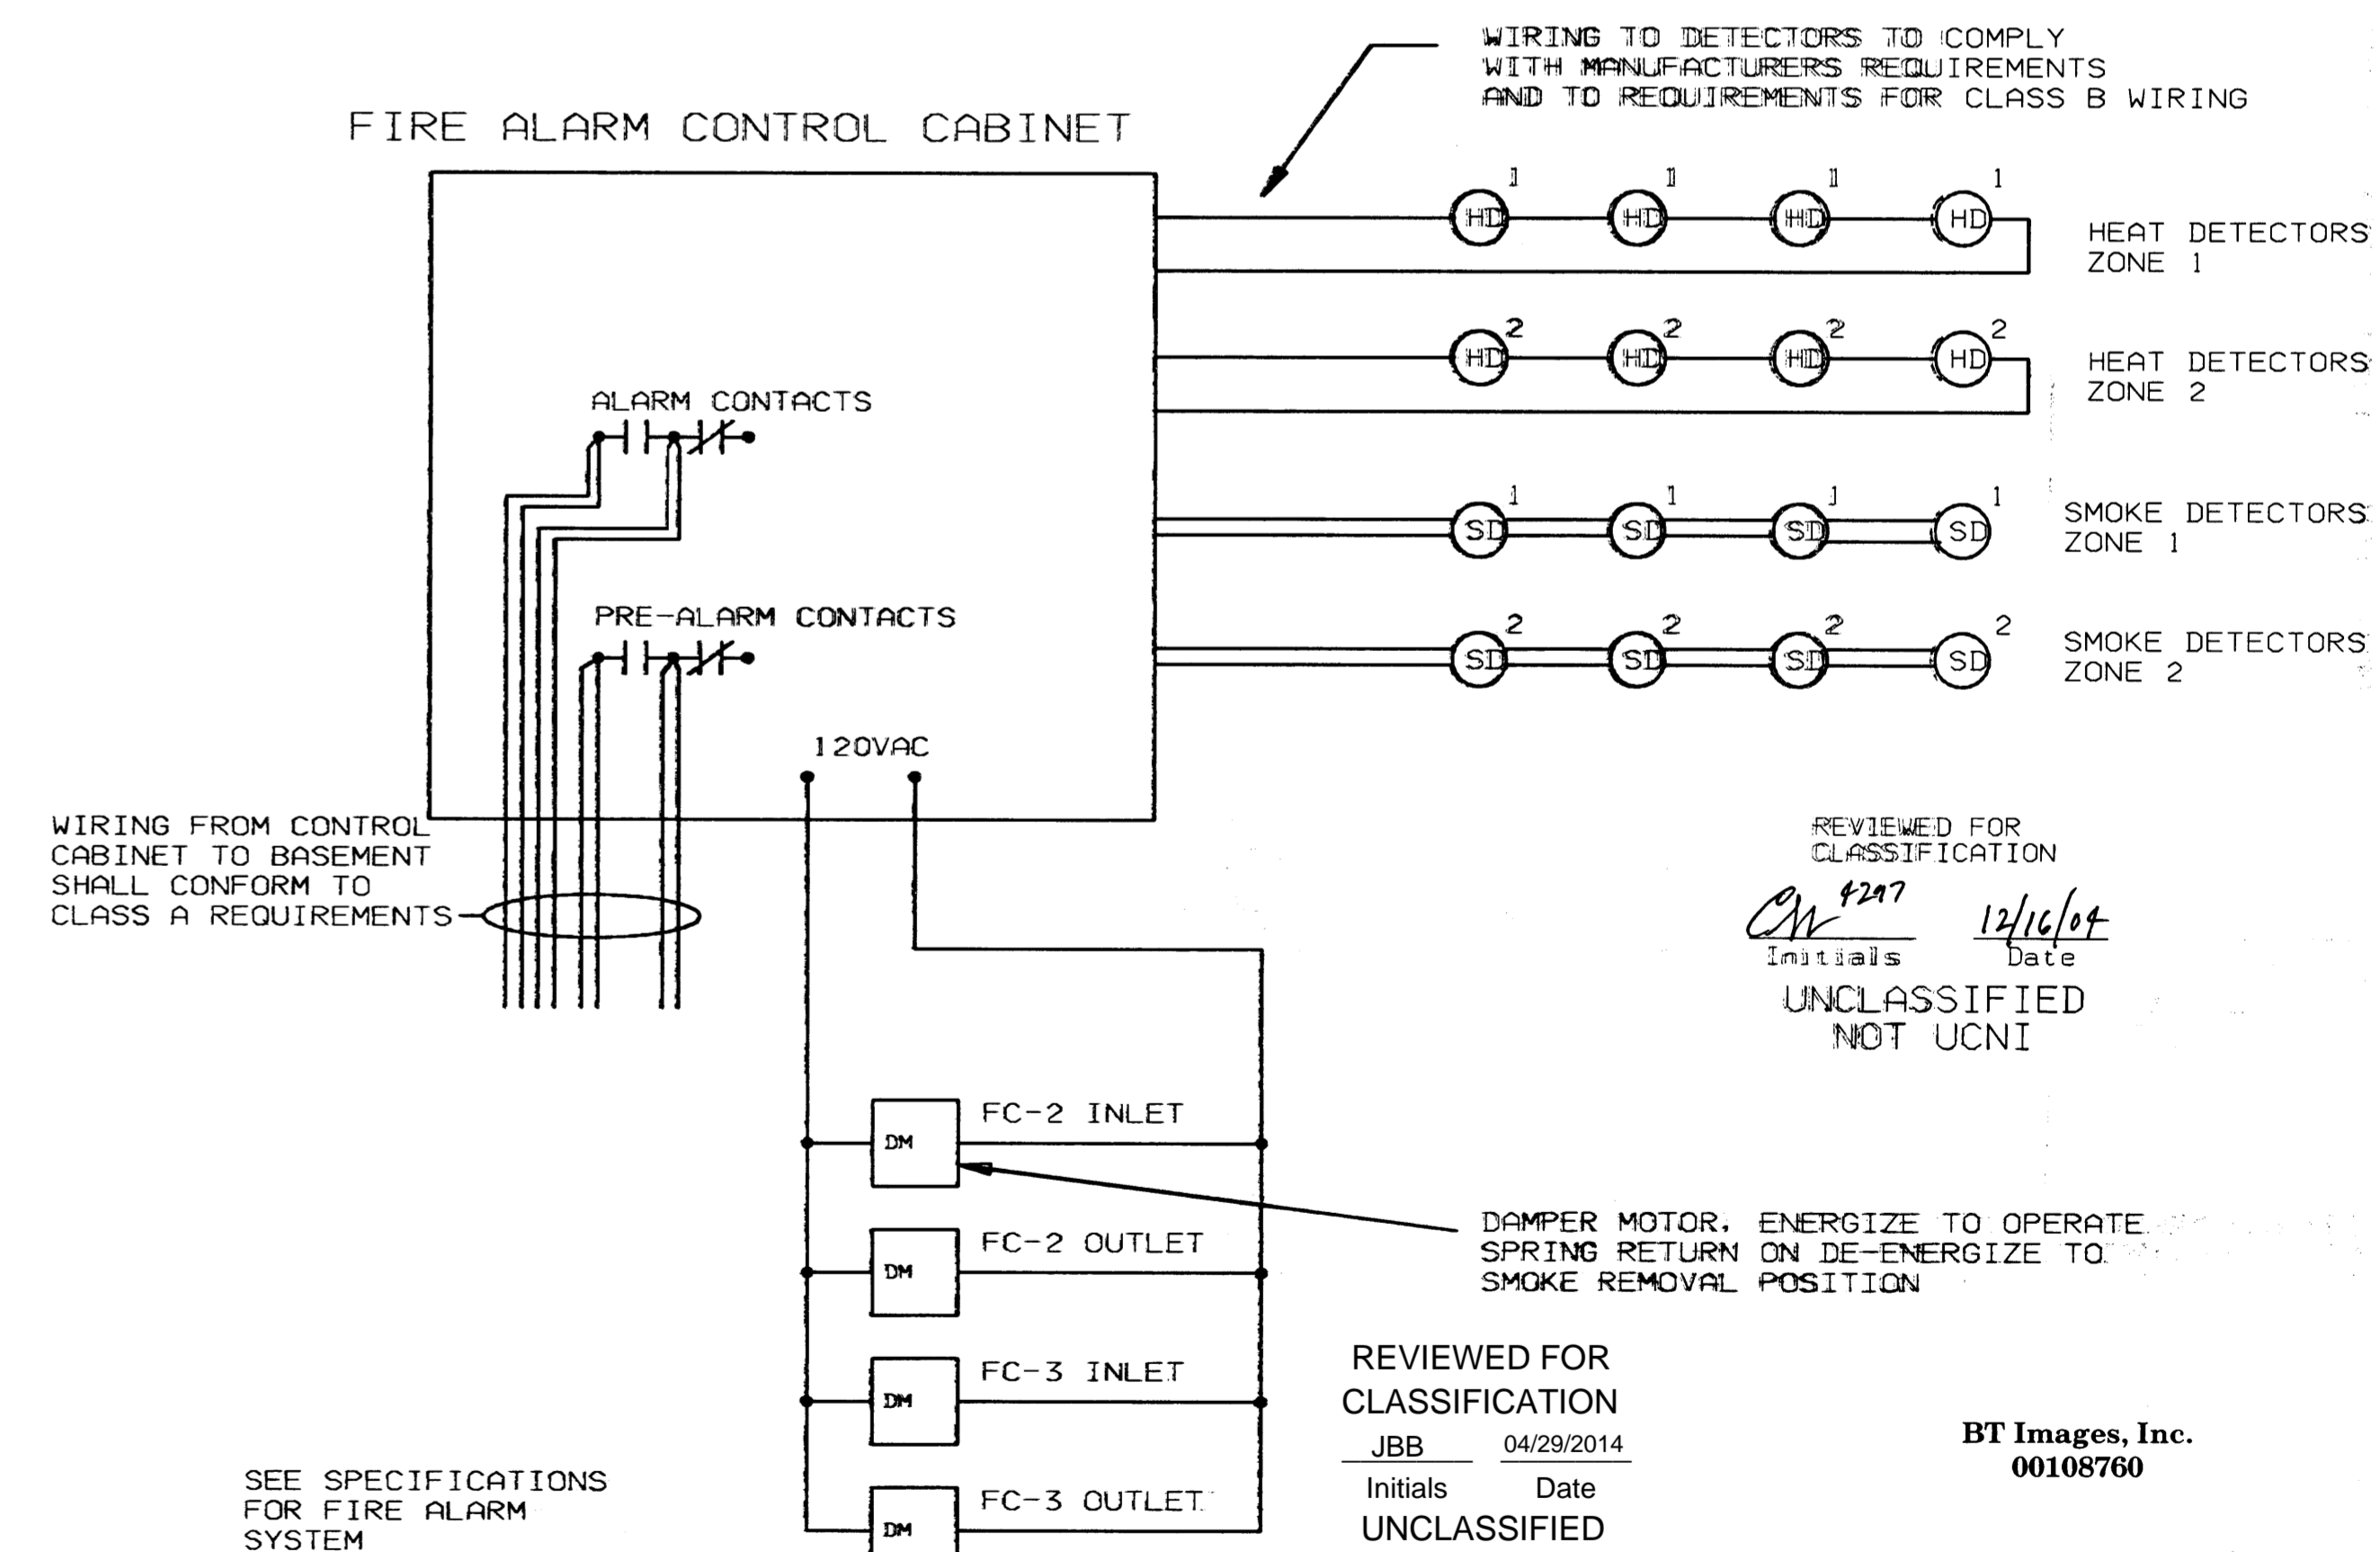 WIRING TO DETECTORS TO COMPLY
WITH MANUFACTURERS REQUIREMENTS
AND TO REQUIREMENTS FOR CLASS B WIRING
FIRE ALARM CONTROL CABINET
1 1 1 1
HD HD HD HD
HEAT DETECTORS
ZONE 1
2 2 2 2
HD HD HD HD
HEAT DETECTORS
ZONE 2
ALARM CONTACTS
1 1 1 1
SD SD SD SD
SMOKE DETECTORS
ZONE 1
PRE-ALARM CONTACTS
2 2 2 2
SD SD SD SD
SMOKE DETECTORS
ZONE 2
120VAC
WIRING FROM CONTROL
CABINET TO BASEMENT
SHALL CONFORM TO
CLASS A REQUIREMENTS
REVIEWED FOR
CLASSIFICATION
4297
12/16/04
Initials Date
UNCLASSIFIED
NOT UCNI
FC-2 INLET
DM
FC-2 OUTLET
DM
DAMPER MOTOR, ENERGIZE TO OPERATE
SPRING RETURN ON DE-ENERGIZE TO
SMOKE REMOVAL POSITION
FC-3 INLET
DM
FC-3 OUTLET
DM
REVIEWED FOR
CLASSIFICATION
JBB 04/29/2014
Initials Date
UNCLASSIFIED
BT Images, Inc.
00108760
SEE SPECIFICATIONS
FOR FIRE ALARM
SYSTEM